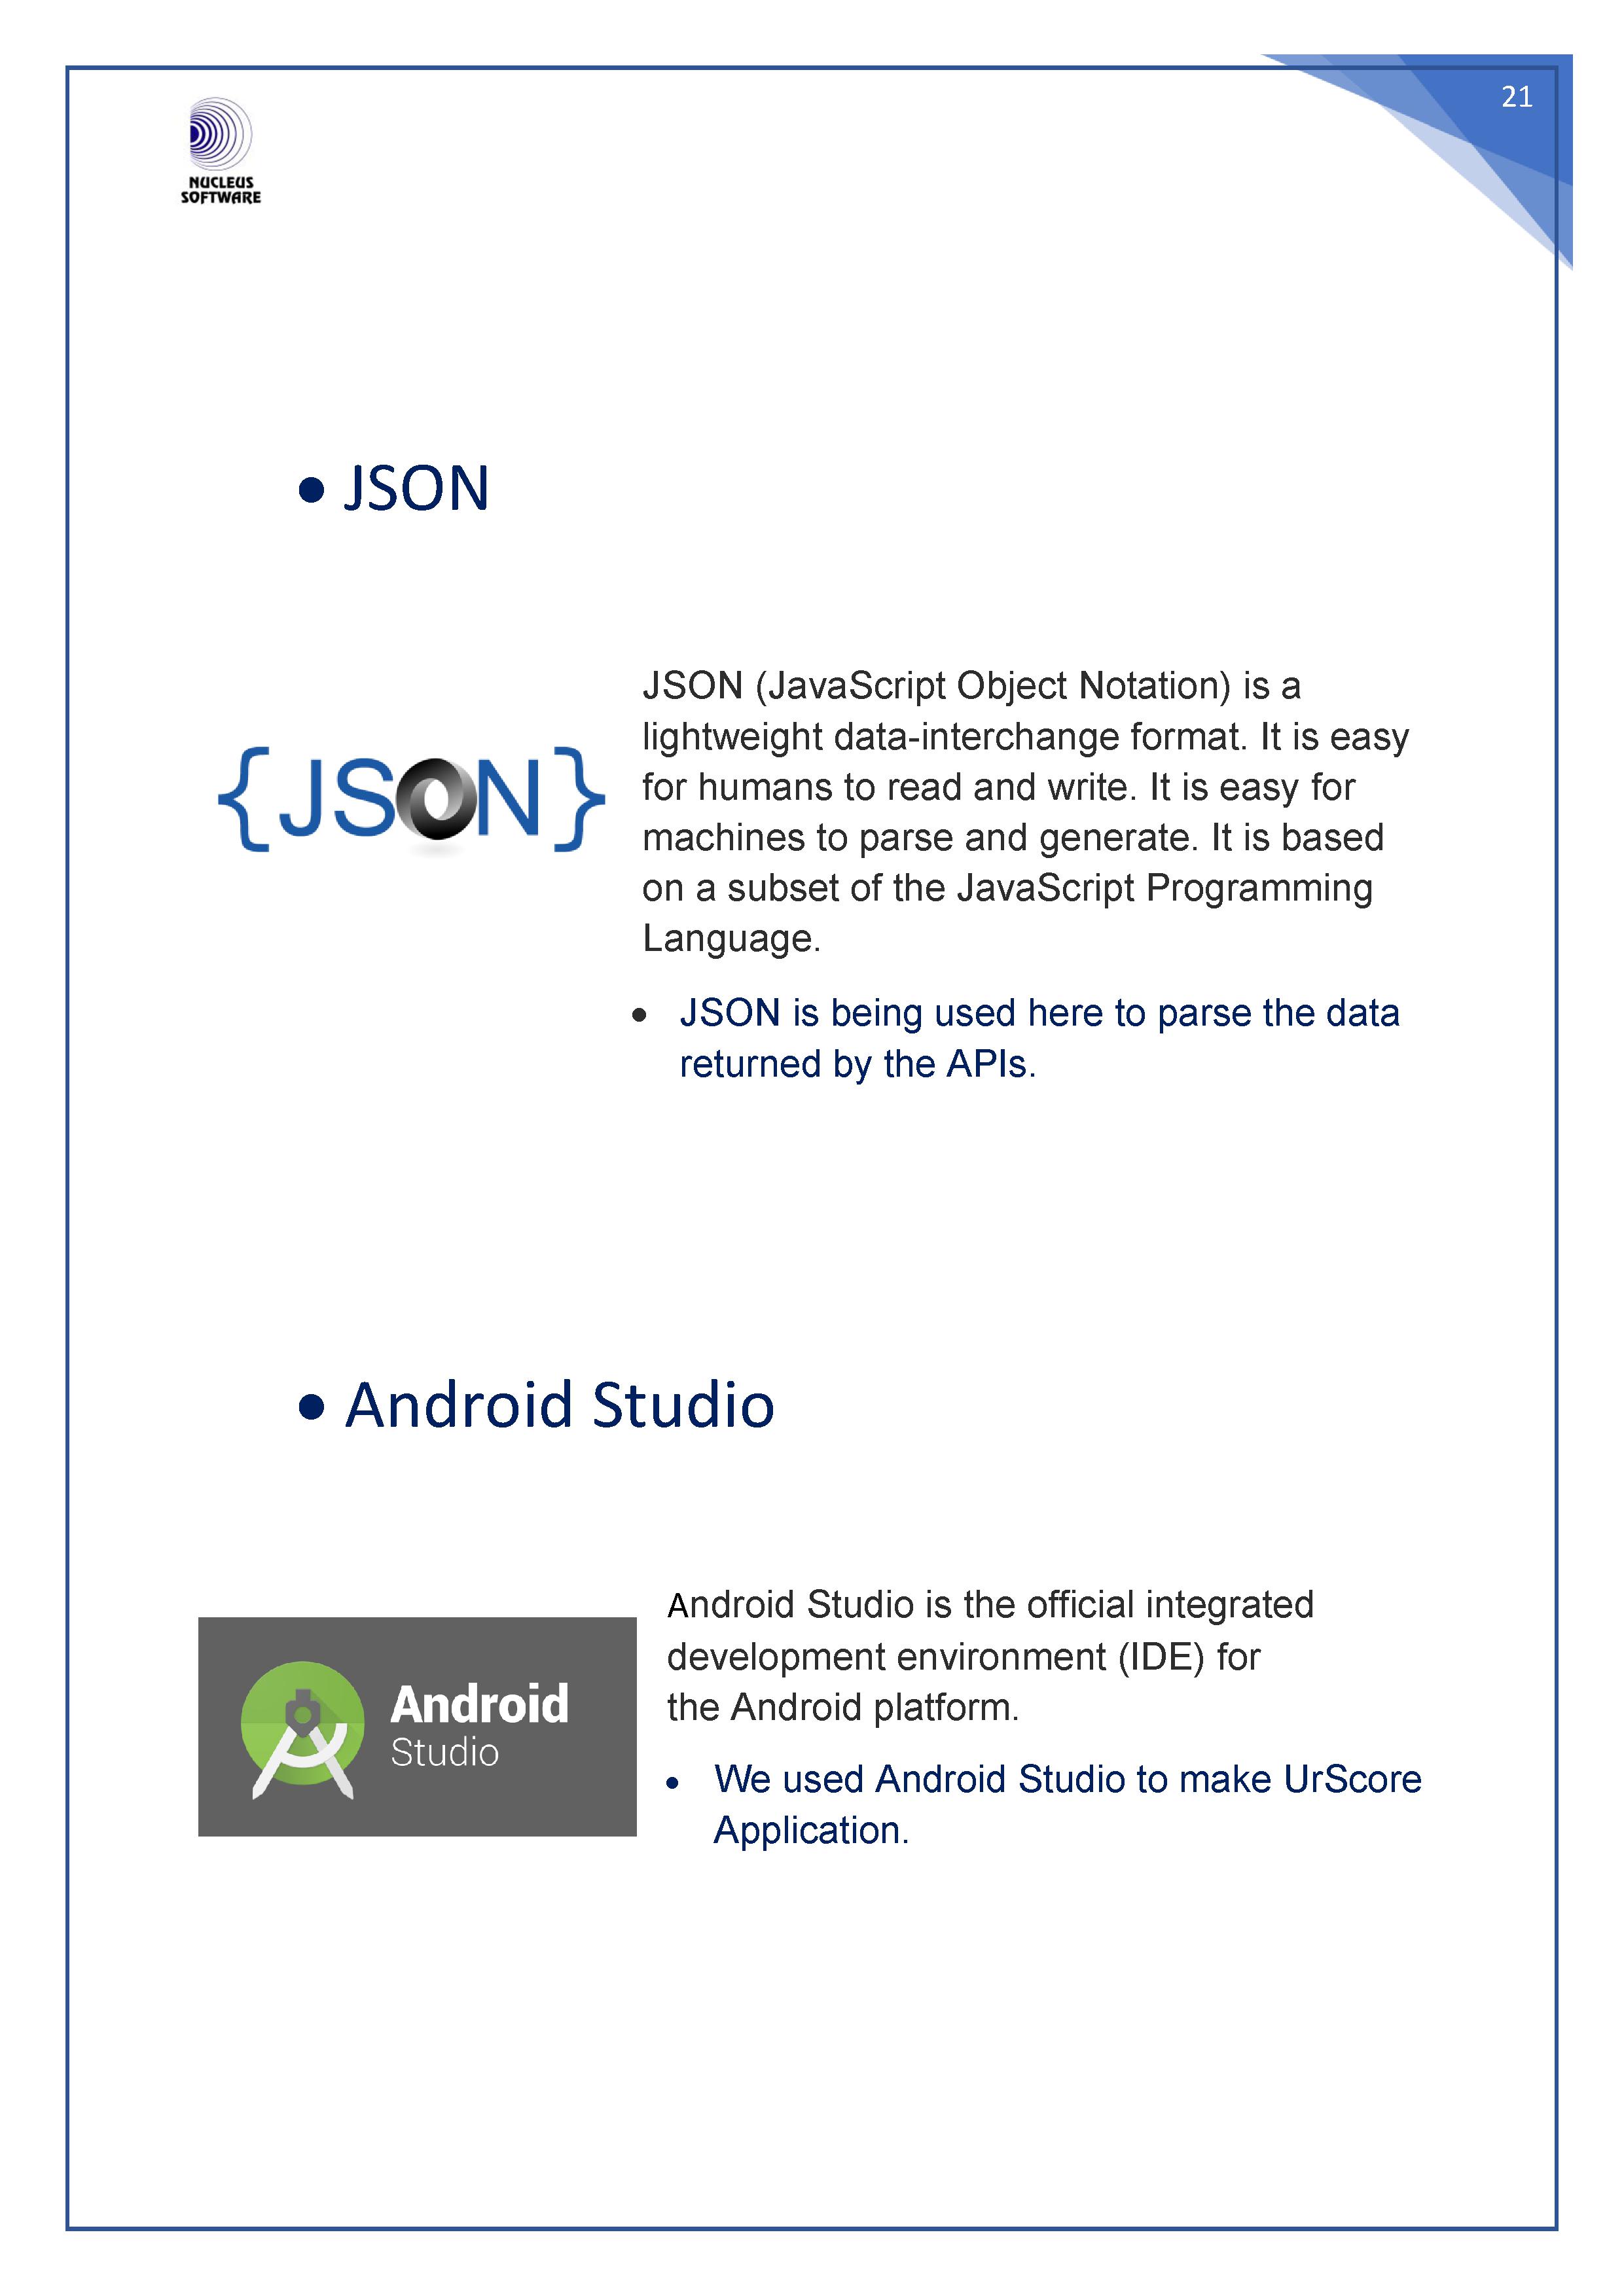 21
NUCLEUS
SOFTWARE
• JSON
{JSON}
JSON (JavaScript Object Notation) is a
lightweight data-interchange format. It is easy
for humans to read and write. It is easy for
machines to parse and generate. It is based
on a subset of the JavaScript Programming
Language.
• JSON is being used here to parse the data
returned by the APIs.
• Android Studio
Android
Studio
Android Studio is the official integrated
development environment (IDE) for
the Android platform.
• We used Android Studio to make UrScore
Application.